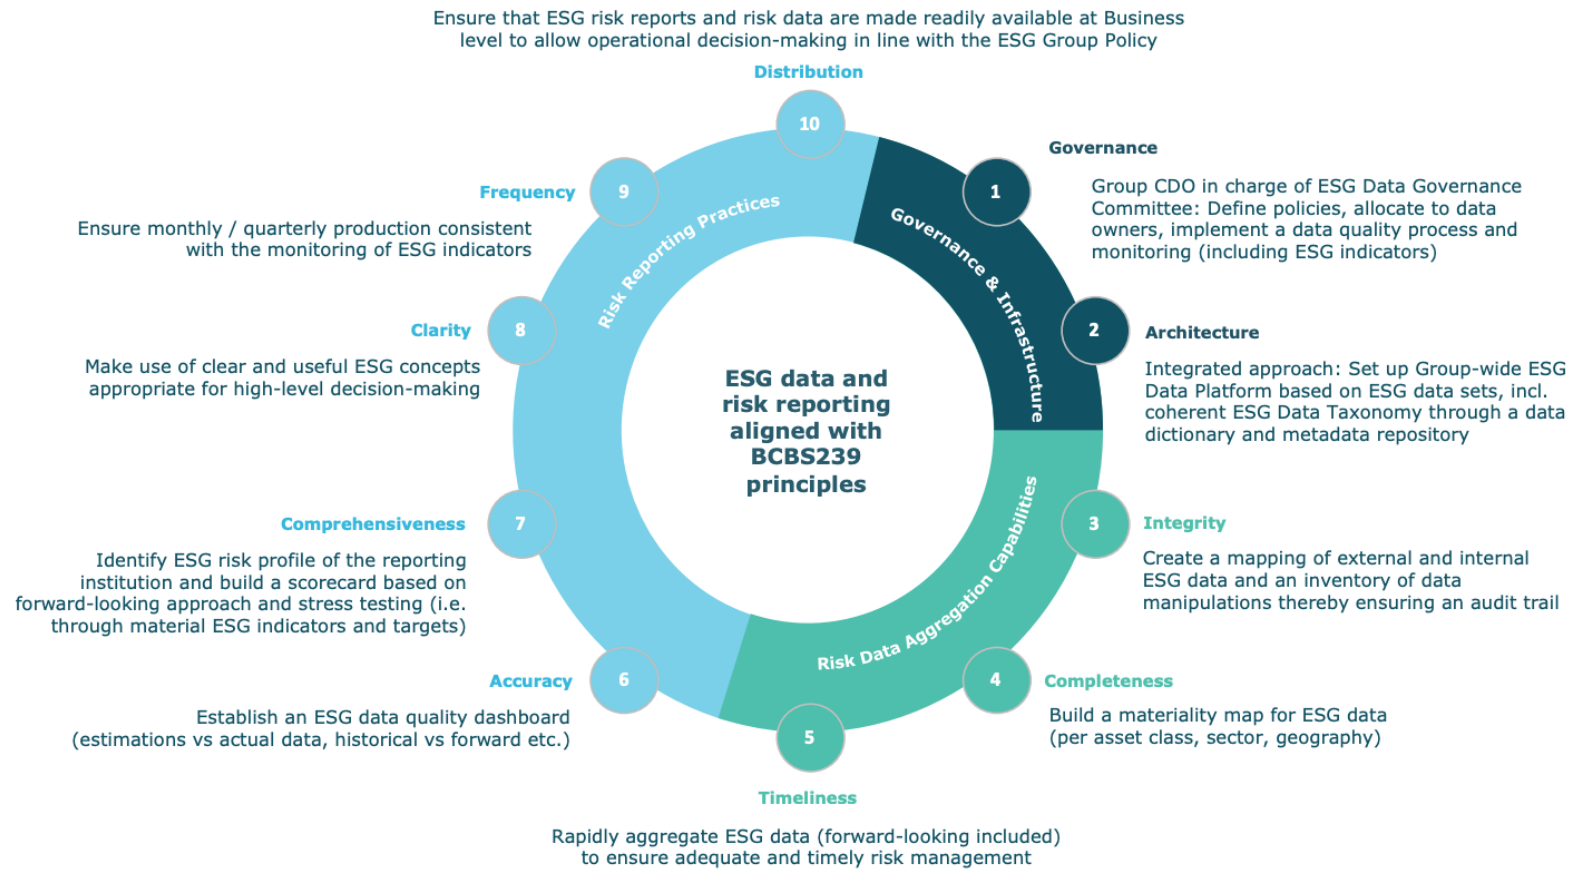 Ensure that ESG risk reports and risk data are made readily available at Business
level to allow operational decision-making in line with the ESG Group Policy
Distribution
10
Governance
1
Group CDO in charge of ESG Data Governance
Committee: Define policies, allocate to data
owners, implement a data quality process and
monitoring (including ESG indicators)
2
Architecture
Integrated approach: Set up Group-wide ESG
Data Platform based on ESG data sets, incl.
coherent ESG Data Taxonomy through a data
dictionary and metadata repository
Governance & Infrastructure
3
Integrity
Create a mapping of external and internal
ESG data and an inventory of data
manipulations thereby ensuring an audit trail
4
Completeness
Build a materiality map for ESG data
(per asset class, sector, geography)
5
Timeliness
Rapidly aggregate ESG data (forward-looking included)
to ensure adequate and timely risk management
Risk Data Aggregation Capabilities
Accuracy
6
Establish an ESG data quality dashboard
(estimations vs actual data, historical vs forward etc.)
Comprehensiveness
7
Identify ESG risk profile of the reporting
institution and build a scorecard based on
forward-looking approach and stress testing (i.e.
through material ESG indicators and targets)
Clarity
8
Make use of clear and useful ESG concepts
appropriate for high-level decision-making
Frequency
9
Ensure monthly / quarterly production consistent
with the monitoring of ESG indicators
Risk Reporting Practices
ESG data and
risk reporting
aligned with
BCBS239
principles